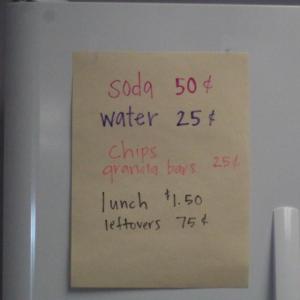 soda 50¢
water 25¢
chips
granola bars 25¢
lunch $1.50
leftovers 75¢